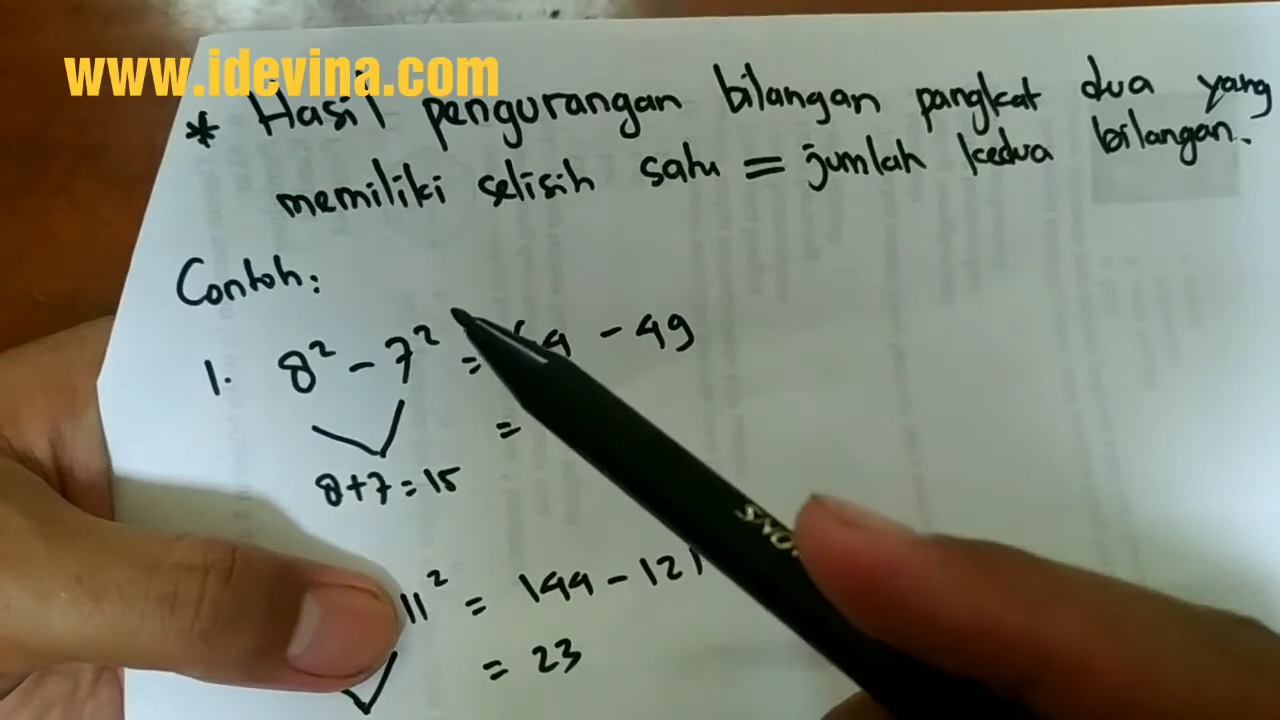 www.idevina.com
* Hasil pengurangan bilangan pangkat dua yang
memiliki selisih satu = jumlah kedua bilangan.
Contoh:
1. 8² - 7² = 64 - 49
=
8+7=15
11² = 144 - 121
= 23